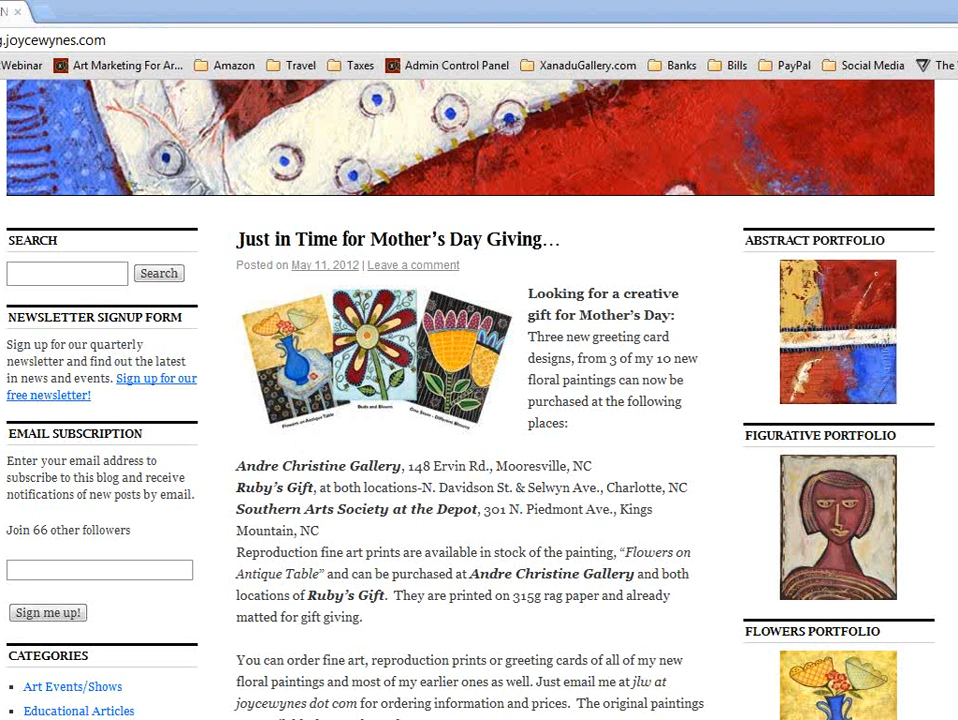 N ×
g.joycewynes.com
Webinar Art Marketing For Ar... Amazon Travel Taxes Admin Control Panel XanaduGallery.com Banks Bills PayPal Social Media The
SEARCH
Search
NEWSLETTER SIGNUP FORM
Sign up for our quarterly
newsletter and find out the latest
in news and events. Sign up for our
free newsletter!
EMAIL SUBSCRIPTION
Enter your email address to
subscribe to this blog and receive
notifications of new posts by email.
Join 66 other followers
Sign me up!
CATEGORIES
Art Events/Shows
Educational Articles
Just in Time for Mother's Day Giving…
Posted on May 11, 2012 | Leave a comment
Flowers on Antique Table
Buds and Blooms
One Stem - Different Blooms
Looking for a creative
gift for Mother's Day:
Three new greeting card
designs, from 3 of my 10 new
floral paintings can now be
purchased at the following
places:
Andre Christine Gallery, 148 Ervin Rd., Mooresville, NC
Ruby's Gift, at both locations-N. Davidson St. & Selwyn Ave., Charlotte, NC
Southern Arts Society at the Depot, 301 N. Piedmont Ave., Kings
Mountain, NC
Reproduction fine art prints are available in stock of the painting, “Flowers on
Antique Table” and can be purchased at Andre Christine Gallery and both
locations of Ruby's Gift.  They are printed on 315g rag paper and already
matted for gift giving.
You can order fine art, reproduction prints or greeting cards of all of my new
floral paintings and most of my earlier ones as well. Just email me at jlw at
joycewynes dot com for ordering information and prices.  The original paintings
ABSTRACT PORTFOLIO
FIGURATIVE PORTFOLIO
FLOWERS PORTFOLIO